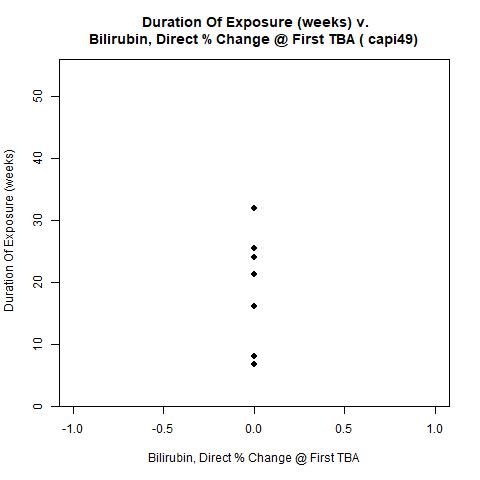 Duration Of Exposure (weeks) v.
Bilirubin, Direct % Change @ First TBA ( capi49)
Duration Of Exposure (weeks)
50
40
30
20
10
0
-1.0 -0.5 0.0 0.5 1.0
Bilirubin, Direct % Change @ First TBA